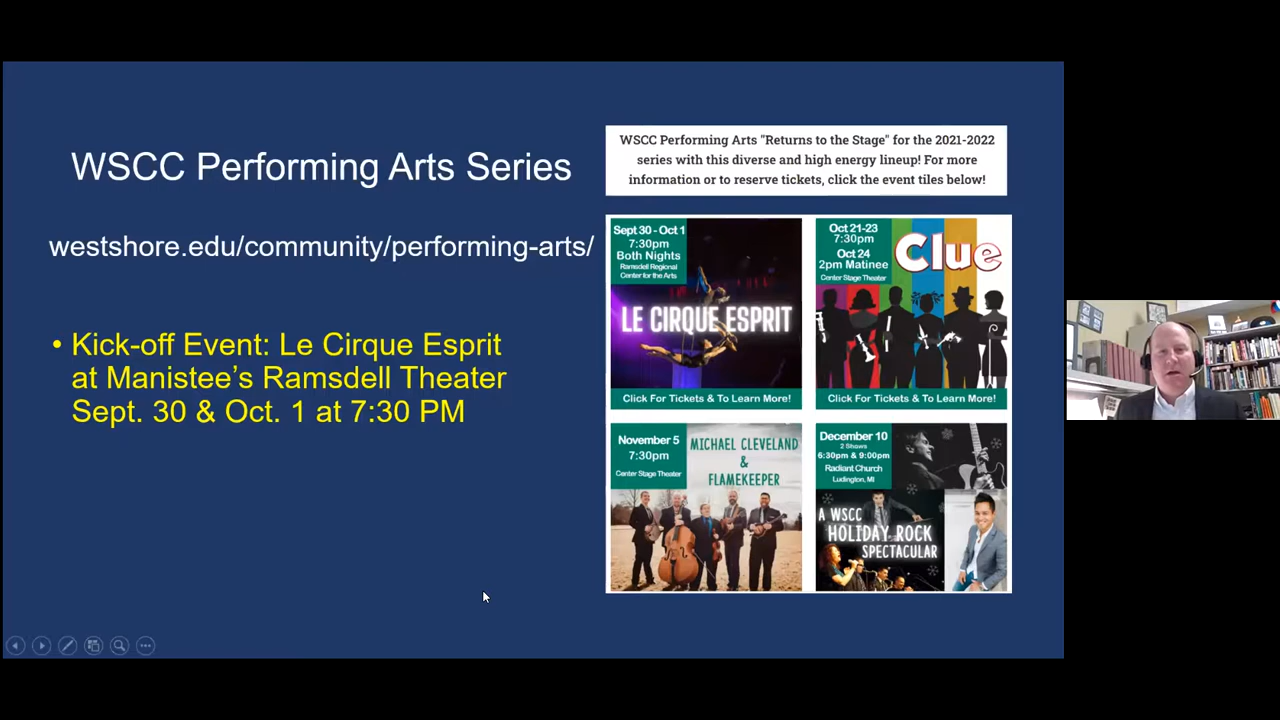 WSCC Performing Arts Series
westshore.edu/community/performing-arts/
• Kick-off Event: Le Cirque Esprit
at Manistee's Ramsdell Theater
Sept. 30 & Oct. 1 at 7:30 PM
WSCC Performing Arts "Returns to the Stage" for the 2021-2022
series with this diverse and high energy lineup! For more
information or to reserve tickets, click the event tiles below!
Sept 30 - Oct 1
7:30pm
Both Nights
Ramsdell Regional
Center for the Arts
LE CIRQUE ESPRIT
Click For Tickets & To Learn More!
Oct 21-23
7:30pm
Oct 24
2pm Matinee
Center Stage Theater
Clue
Click For Tickets & To Learn More!
November 5
7:30pm
Center Stage Theater
MICHAEL CLEVELAND
&
FLAMEKEEPER
December 10
2 Shows
6:30pm & 9:00pm
Radiant Church
Ludington, MI
A WSCC
HOLIDAY ROCK
SPECTACULAR